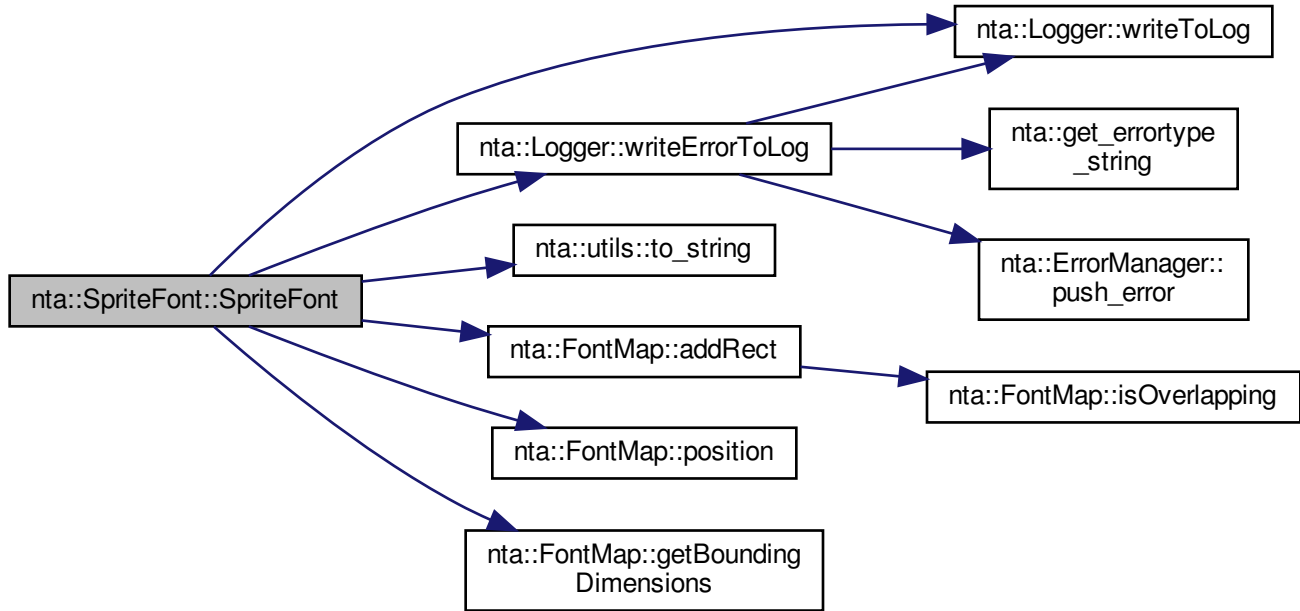 nta::Logger::writeToLog
nta::Logger::writeErrorToLog
nta::get_errortype
_string
nta::utils::to_string
nta::ErrorManager::
push_error
nta::SpriteFont::SpriteFont
nta::FontMap::addRect
nta::FontMap::isOverlapping
nta::FontMap::position
nta::FontMap::getBounding
Dimensions